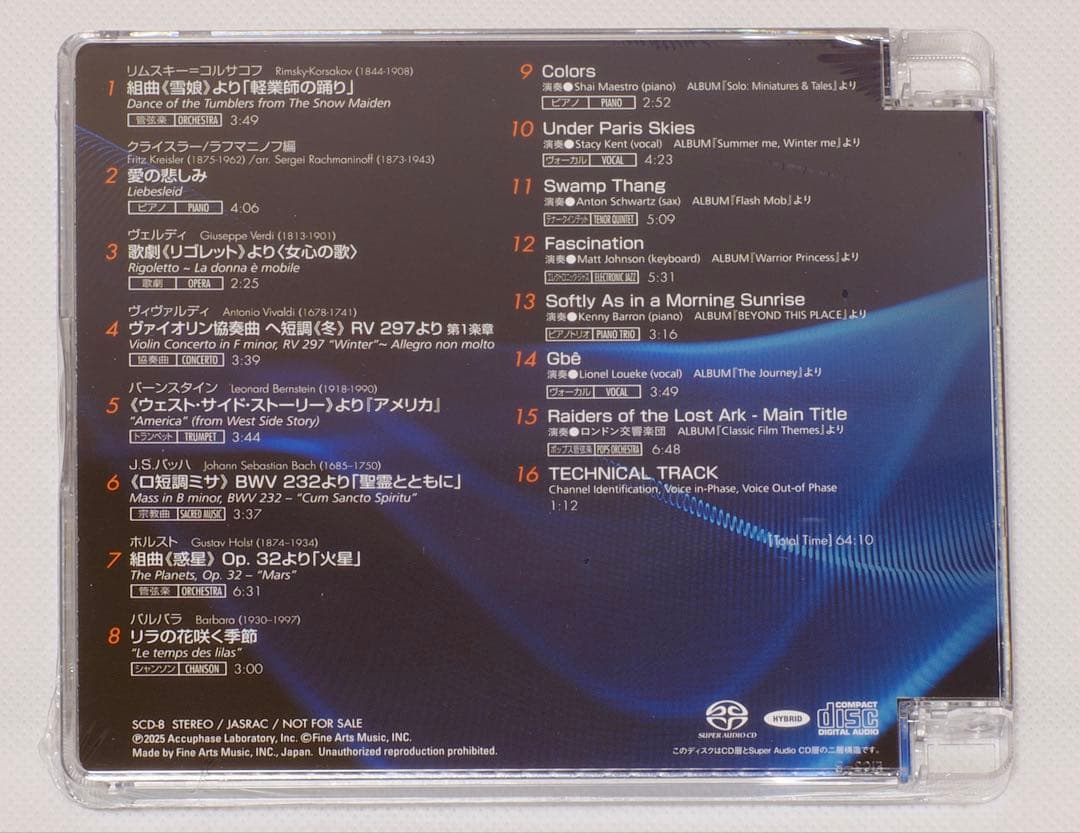 リムスキー=コルサコフ Rimsky-Korsakov (1844-1908)
1 組曲《雪娘》より「軽業師の踊り」
Dance of the Tumblers from The Snow Maiden
管弦楽 ORCHESTRA 3:49
クライスラー/ラフマニノフ編
Fritz Kreisler (1875-1962) / arr. Sergei Rachmaninoff (1873-1943)
2 愛の悲しみ
Liebesleid
ピアノ PIANO 4:06
ヴェルディ Giuseppe Verdi (1813-1901)
3 歌劇《リゴレット》より〈女心の歌〉
Rigoletto ~ La donna è mobile
歌劇 OPERA 2:25
ヴィヴァルディ Antonio Vivaldi (1678-1741)
4 ヴァイオリン協奏曲 ヘ短調《冬》 RV 297より 第1楽章
Violin Concerto in F minor, RV 297 "Winter"~ Allegro non molto
協奏曲 CONCERTO 3:39
バーンスタイン Leonard Bernstein (1918-1990)
5 《ウェスト・サイド・ストーリー》より『アメリカ』
"America" (from West Side Story)
トランペット TRUMPET 3:44
J.S.バッハ Johann Sebastian Bach (1685–1750)
6 《ロ短調ミサ》 BWV 232より「聖霊とともに」
Mass in B minor, BWV 232 – "Cum Sancto Spiritu"
宗教曲 SACRED MUSIC 3:37
ホルスト Gustav Holst (1874–1934)
7 組曲《惑星》 Op. 32より「火星」
The Planets, Op. 32 – "Mars"
管弦楽 ORCHESTRA 6:31
バルバラ Barbara (1930–1997)
8 リラの花咲く季節
"Le temps des lilas"
シャンソン CHANSON 3:00
9 Colors
演奏●Shai Maestro (piano) ALBUM『Solo: Miniatures & Tales』より
ピアノ PIANO 2:52
10 Under Paris Skies
演奏●Stacy Kent (vocal) ALBUM『Summer me, Winter me』より
ヴォーカル VOCAL 4:23
11 Swamp Thang
演奏●Anton Schwartz (sax) ALBUM『Flash Mob』より
テナークインテット TENOR QUINTET 5:09
12 Fascination
演奏●Matt Johnson (keyboard) ALBUM『Warrior Princess』より
エレクトロニック・ジャズ ELECTRONIC JAZZ 5:31
13 Softly As in a Morning Sunrise
演奏●Kenny Barron (piano) ALBUM『BEYOND THIS PLACE』より
ピアノトリオ PIANO TRIO 3:16
14 Gbê
演奏●Lionel Loueke (vocal) ALBUM『The Journey』より
ヴォーカル VOCAL 3:49
15 Raiders of the Lost Ark - Main Title
演奏●ロンドン交響楽団 ALBUM『Classic Film Themes』より
ポップス管弦楽 POPS ORCHESTRA 6:48
16 TECHNICAL TRACK
Channel Identification, Voice in-Phase, Voice Out-of Phase
1:12
[Total Time] 64:10
SCD-8 STEREO / JASRAC / NOT FOR SALE
Ⓟ2025 Accuphase Laboratory, Inc. ©Fine Arts Music, INC.
Made by Fine Arts Music, INC., Japan. Unauthorized reproduction prohibited.
SUPER AUDIO CD
HYBRID
COMPACT
disc
DIGITAL AUDIO
このディスクはCD層とSuper Audio CD層の二層構造です。